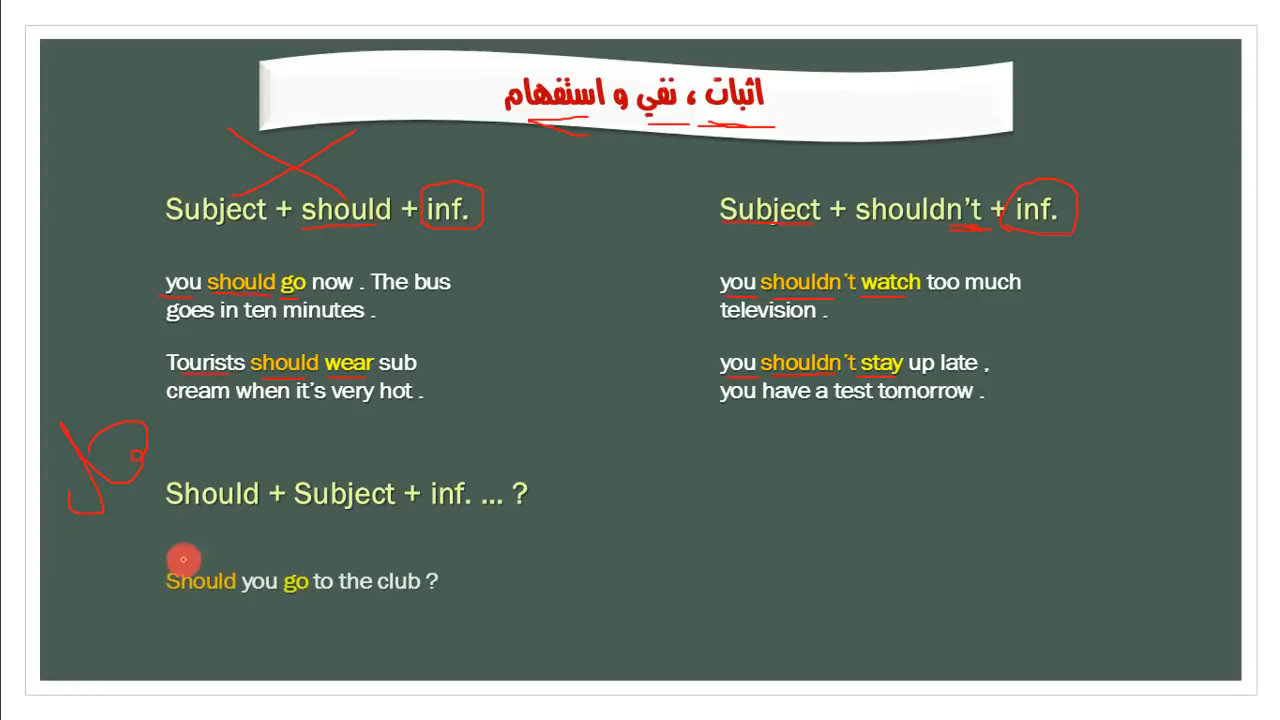 اثبات ، نفي و استفهام
Subject + should + inf.
you should go now . The bus
goes in ten minutes .
Tourists should wear sub
cream when it's very hot .
Subject + shouldn't + inf.
you shouldn't watch too much
television .
you shouldn't stay up late ,
you have a test tomorrow .
Should + Subject + inf. ... ?
Should you go to the club ?